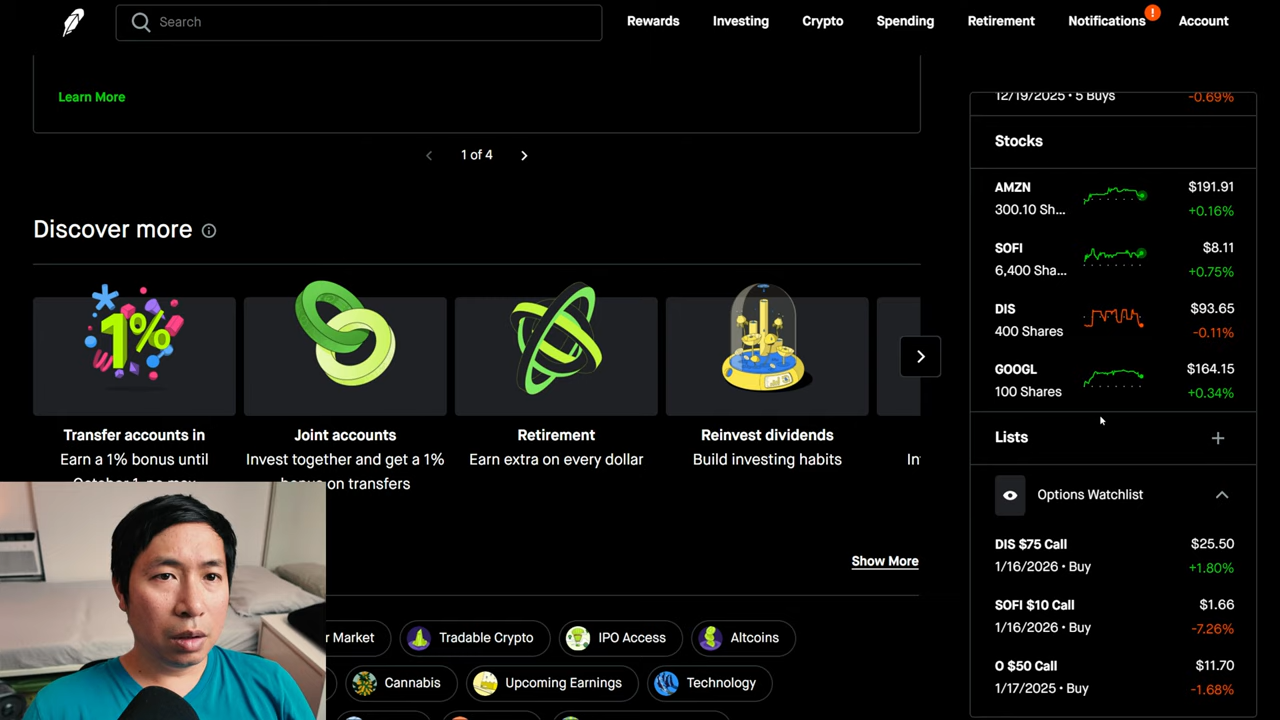 Search
Rewards
Investing
Crypto
Spending
Retirement
Notifications
!
Account
Learn More
1 of 4
Discover more
1%
Transfer accounts in
Earn a 1% bonus until
Joint accounts
Invest together and get a 1%
on transfers
Retirement
Earn extra on every dollar
Reinvest dividends
Build investing habits
In
Show More
Market
Tradable Crypto
IPO Access
Altcoins
Cannabis
Upcoming Earnings
Technology
12/19/2025 • 5 Buys
-0.69%
Stocks
AMZN
$191.91
300.10 Sh...
+0.16%
SOFI
$8.11
6,400 Sha...
+0.75%
DIS
$93.65
400 Shares
-0.11%
GOOGL
$164.15
100 Shares
+0.34%
Lists
Options Watchlist
DIS $75 Call
$25.50
1/16/2026 • Buy
+1.80%
SOFI $10 Call
$1.66
1/16/2026 • Buy
-7.26%
O $50 Call
$11.70
1/17/2025 • Buy
-1.68%